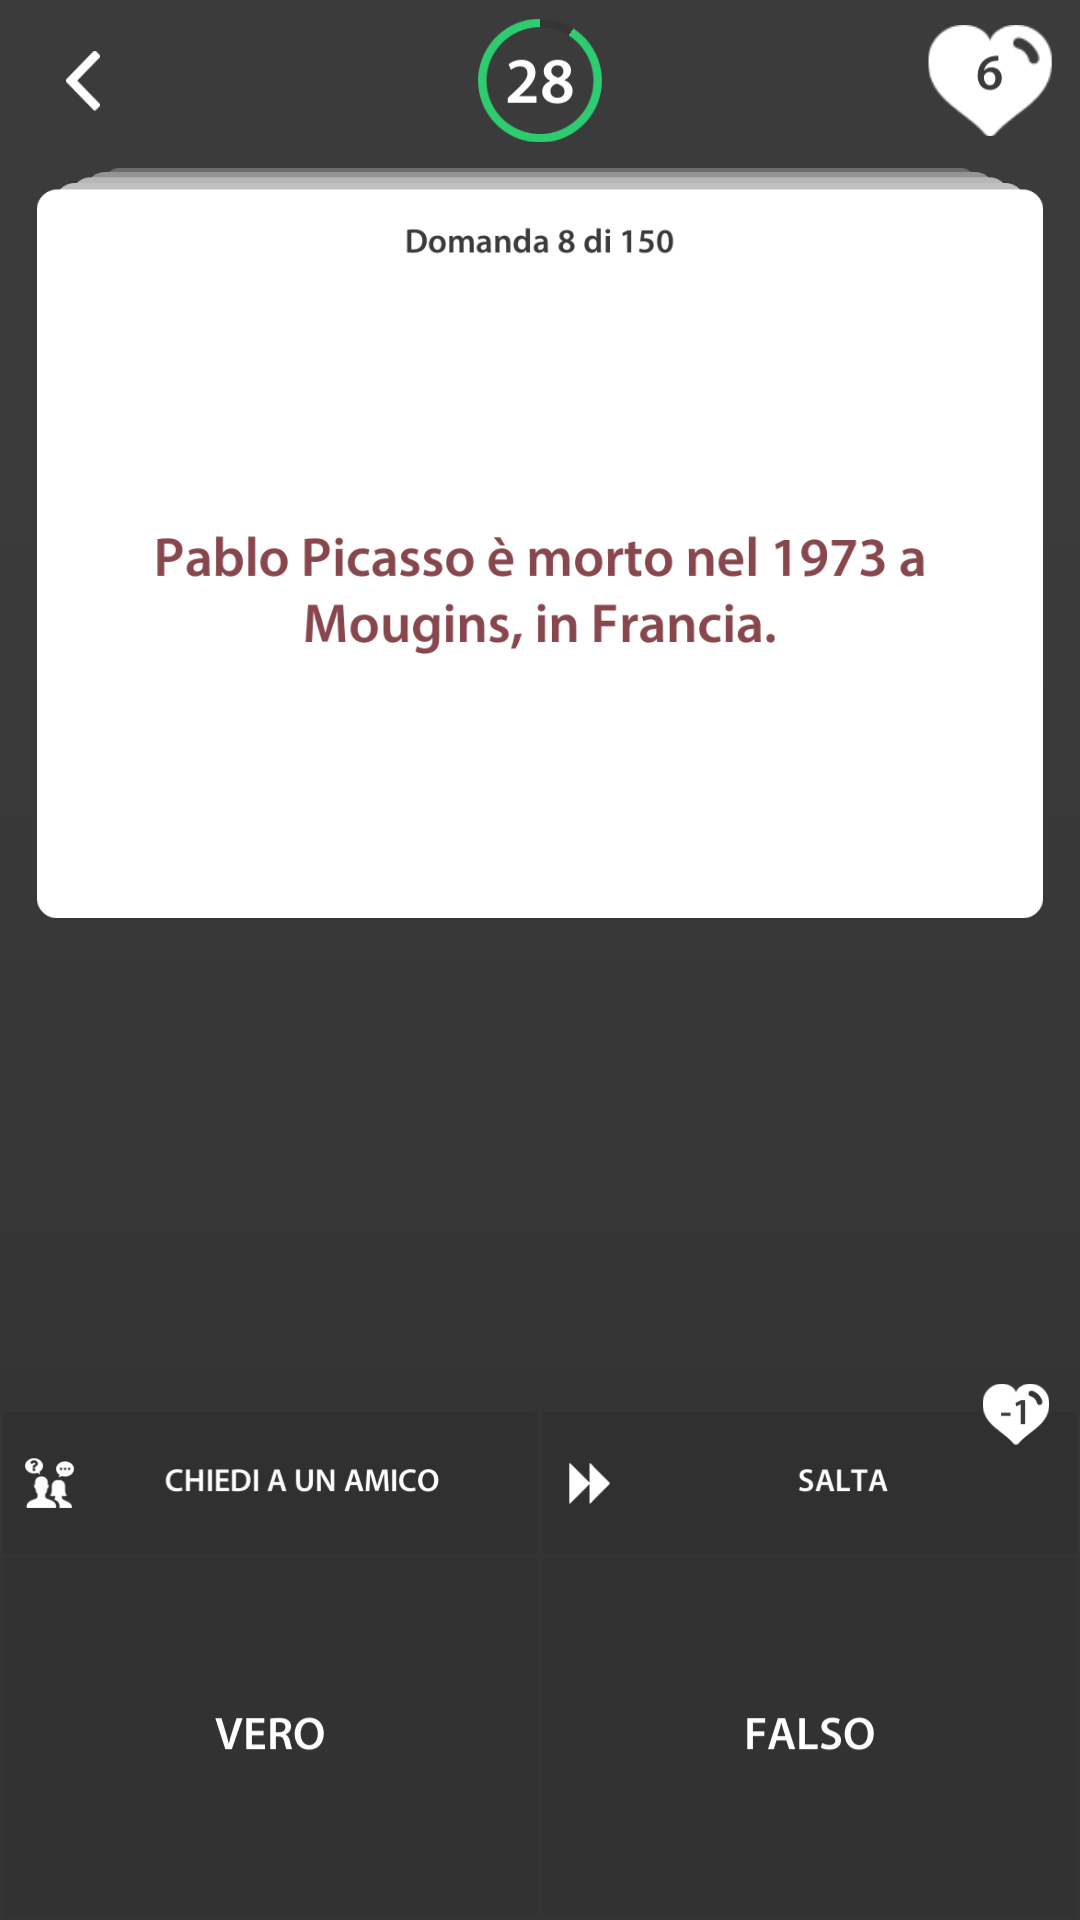 28
6
Domanda 8 di 150
Pablo Picasso è morto nel 1973 a
Mougins, in Francia.
-1
CHIEDI A UN AMICO
SALTA
VERO
FALSO